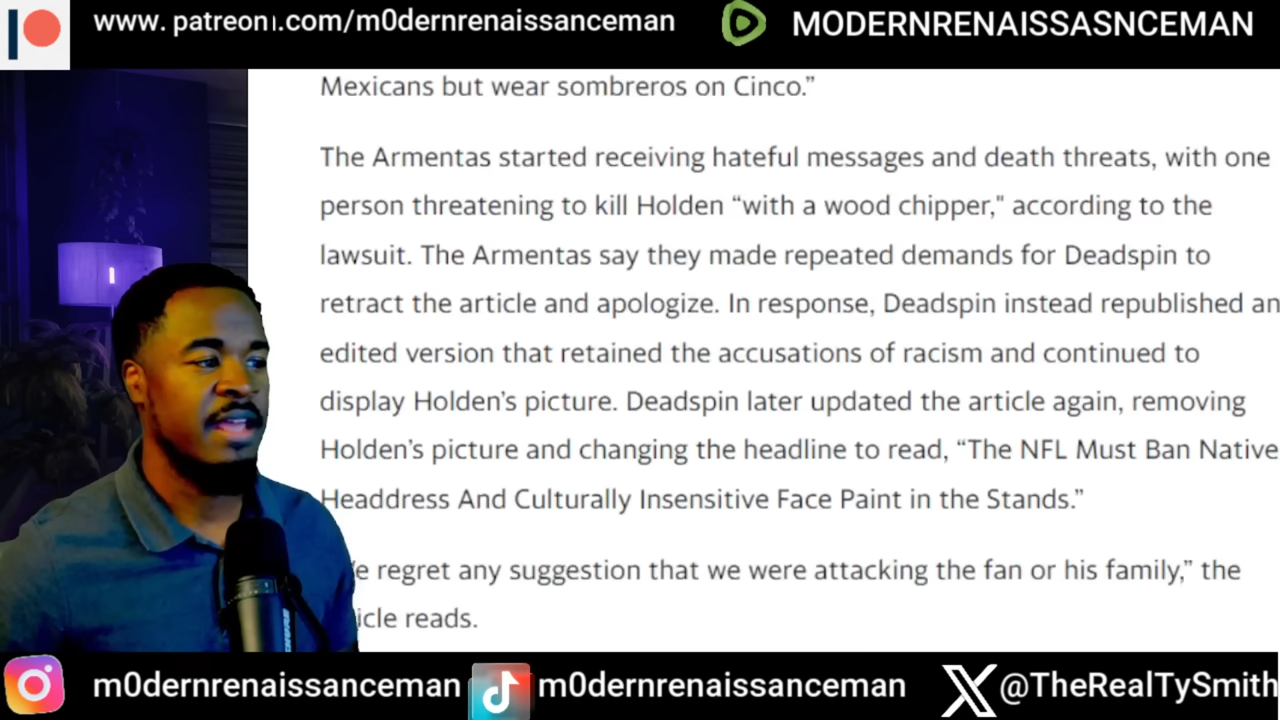 www. patreon.com/m0dernrenaissanceman
MODERNRENAISSASNCEMAN
Mexicans but wear sombreros on Cinco.”
The Armentas started receiving hateful messages and death threats, with one
person threatening to kill Holden “with a wood chipper," according to the
lawsuit. The Armentas say they made repeated demands for Deadspin to
retract the article and apologize. In response, Deadspin instead republished an
edited version that retained the accusations of racism and continued to
display Holden’s picture. Deadspin later updated the article again, removing
Holden’s picture and changing the headline to read, “The NFL Must Ban Native
Headdress And Culturally Insensitive Face Paint in the Stands.”
e regret any suggestion that we were attacking the fan or his family,” the
icle reads.
m0dernrenaissanceman
m0dernrenaissanceman
@TheRealTySmith